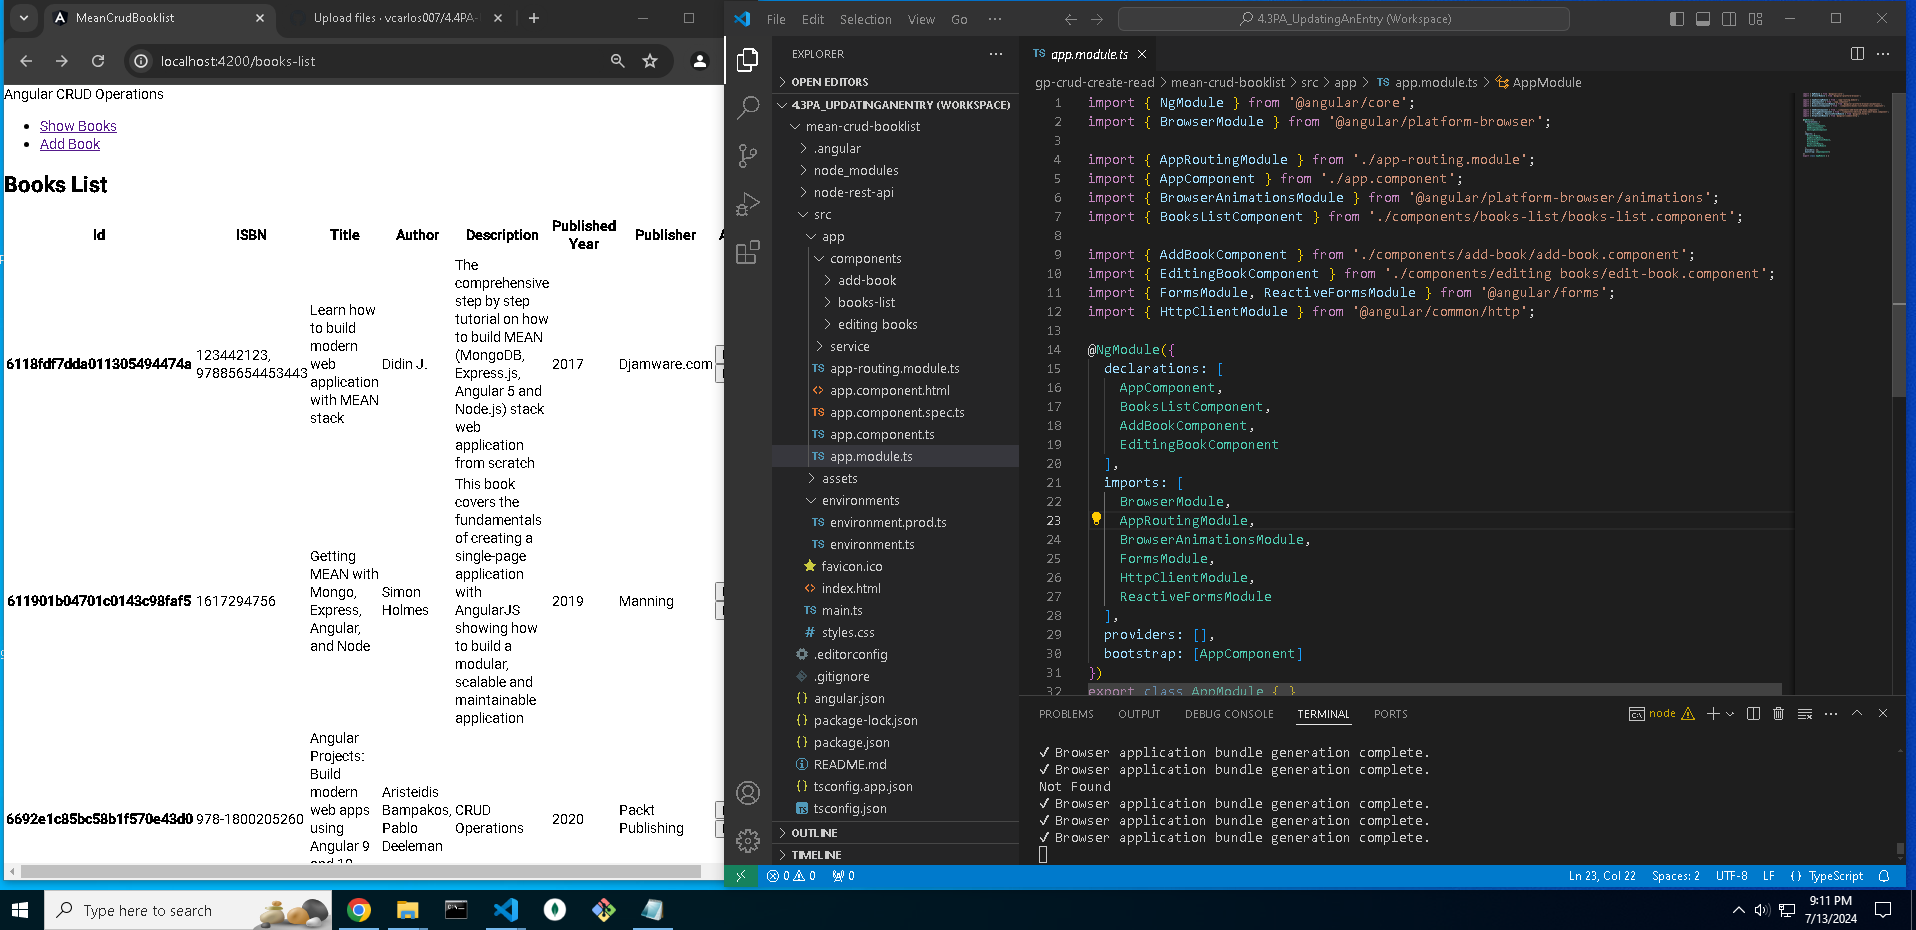 MeanCrudBooklist
Upload files · vcarlos007/4.4PA-
localhost:4200/books-list
Angular CRUD Operations
Show Books
Add Book
Books List
Id
ISBN
Title
Author
Description
Published
Year
Publisher
6118fdf7dda011305494474a
123442123,
97885654453443
Learn how
to build
modern
web
application
with MEAN
stack
Didin J.
The
comprehensive
step by step
tutorial on how
to build MEAN
(MongoDB,
Express.js,
Angular 5 and
Node.js) stack
web
application
from scratch
2017
Djamware.com
611901b04701c0143c98faf5
1617294756
Getting
MEAN with
Mongo,
Express,
Angular,
and Node
Simon
Holmes
This book
covers the
fundamentals
of creating a
single-page
application
with
AngularJS
showing how
to build a
modular,
scalable and
maintainable
application
2019
Manning
6692e1c85bc58b1f570e43d0
978-1800205260
Angular
Projects:
Build
modern
web apps
using
Angular 9
and 10
Aristeidis
Bampakos,
Pablo
Deeleman
CRUD
Operations
2020
Packt
Publishing
File Edit Selection View Go ···
4.3PA_UpdatingAnEntry (Workspace)
EXPLORER
OPEN EDITORS
4.3PA_UPDATINGANENTRY (WORKSPACE)
mean-crud-booklist
.angular
node_modules
node-rest-api
src
app
components
add-book
books-list
editing books
service
TS app-routing.module.ts
<> app.component.html
TS app.component.spec.ts
TS app.component.ts
TS app.module.ts
assets
environments
TS environment.prod.ts
TS environment.ts
favicon.ico
<> index.html
TS main.ts
# styles.css
.editorconfig
.gitignore
{} angular.json
{} package-lock.json
{} package.json
README.md
{} tsconfig.app.json
tsconfig.json
OUTLINE
TIMELINE
TS app.module.ts
gp-crud-create-read > mean-crud-booklist > src > app > TS app.module.ts > AppModule
1 import { NgModule } from '@angular/core';
2 import { BrowserModule } from '@angular/platform-browser';
3
4 import { AppRoutingModule } from './app-routing.module';
5 import { AppComponent } from './app.component';
6 import { BrowserAnimationsModule } from '@angular/platform-browser/animations';
7 import { BooksListComponent } from './components/books-list/books-list.component';
8
9 import { AddBookComponent } from './components/add-book/add-book.component';
10 import { EditingBookComponent } from './components/editing books/edit-book.component';
11 import { FormsModule, ReactiveFormsModule } from '@angular/forms';
12 import { HttpClientModule } from '@angular/common/http';
13
14 @NgModule({
15 declarations: [
16 AppComponent,
17 BooksListComponent,
18 AddBookComponent,
19 EditingBookComponent
20 ],
21 imports: [
22 BrowserModule,
23 AppRoutingModule,
24 BrowserAnimationsModule,
25 FormsModule,
26 HttpClientModule,
27 ReactiveFormsModule
28 ],
29 providers: [],
30 bootstrap: [AppComponent]
31 })
32 export class AppModule { }
PROBLEMS OUTPUT DEBUG CONSOLE TERMINAL PORTS
node
✓ Browser application bundle generation complete.
✓ Browser application bundle generation complete.
Not Found
✓ Browser application bundle generation complete.
✓ Browser application bundle generation complete.
✓ Browser application bundle generation complete.
0 0 0
Ln 23, Col 22 Spaces: 2 UTF-8 LF {} TypeScript
Type here to search
9:11 PM
7/13/2024